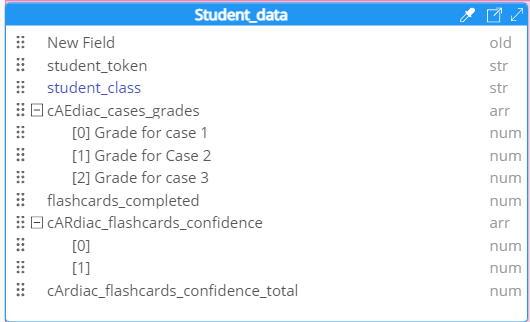 Student_data
New Field old
student_token str
student_class str
cAEdiac_cases_grades arr
[0] Grade for case 1 num
[1] Grade for Case 2 num
[2] Grade for case 3 num
flashcards_completed num
cARdiac_flashcards_confidence arr
[0] num
[1] num
cArdiac_flashcards_confidence_total num